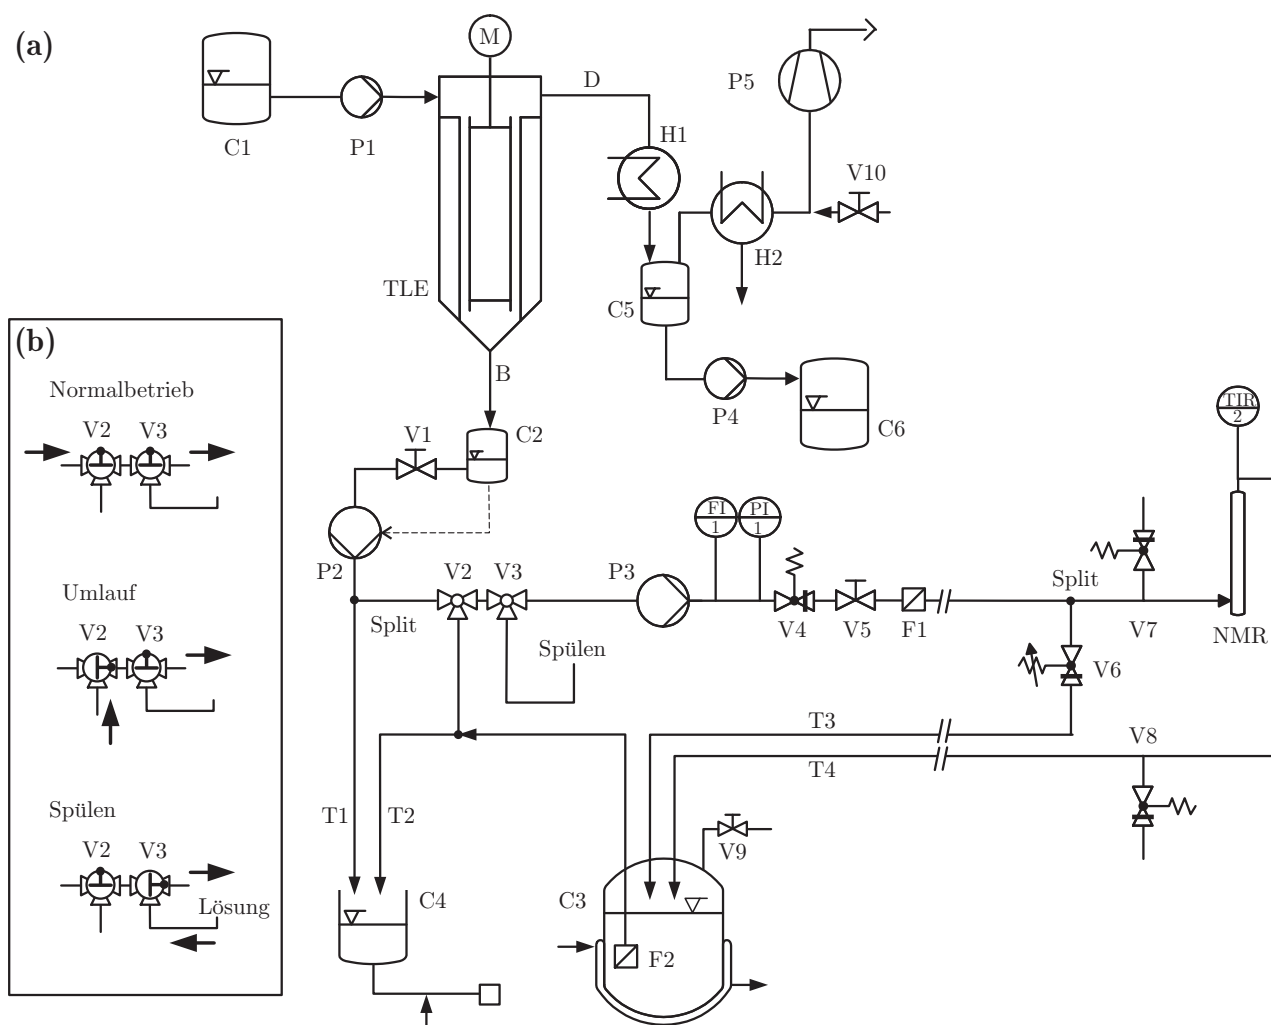 (a)
M
D
P5
C1
P1
H1
V10
H2
TLE
C5
(b)
B
P4
C6
TIR
2
Normalbetrieb
V2 V3
V1
C2
FI
1
PI
1
P2
V2 V3
P3
Split
Split
V4 V5 F1
V7
NMR
Umlauf
V2 V3
Spülen
V6
T3
T4
V8
Spülen
V2 V3
Lösung
T1
T2
V9
C4
C3
F2